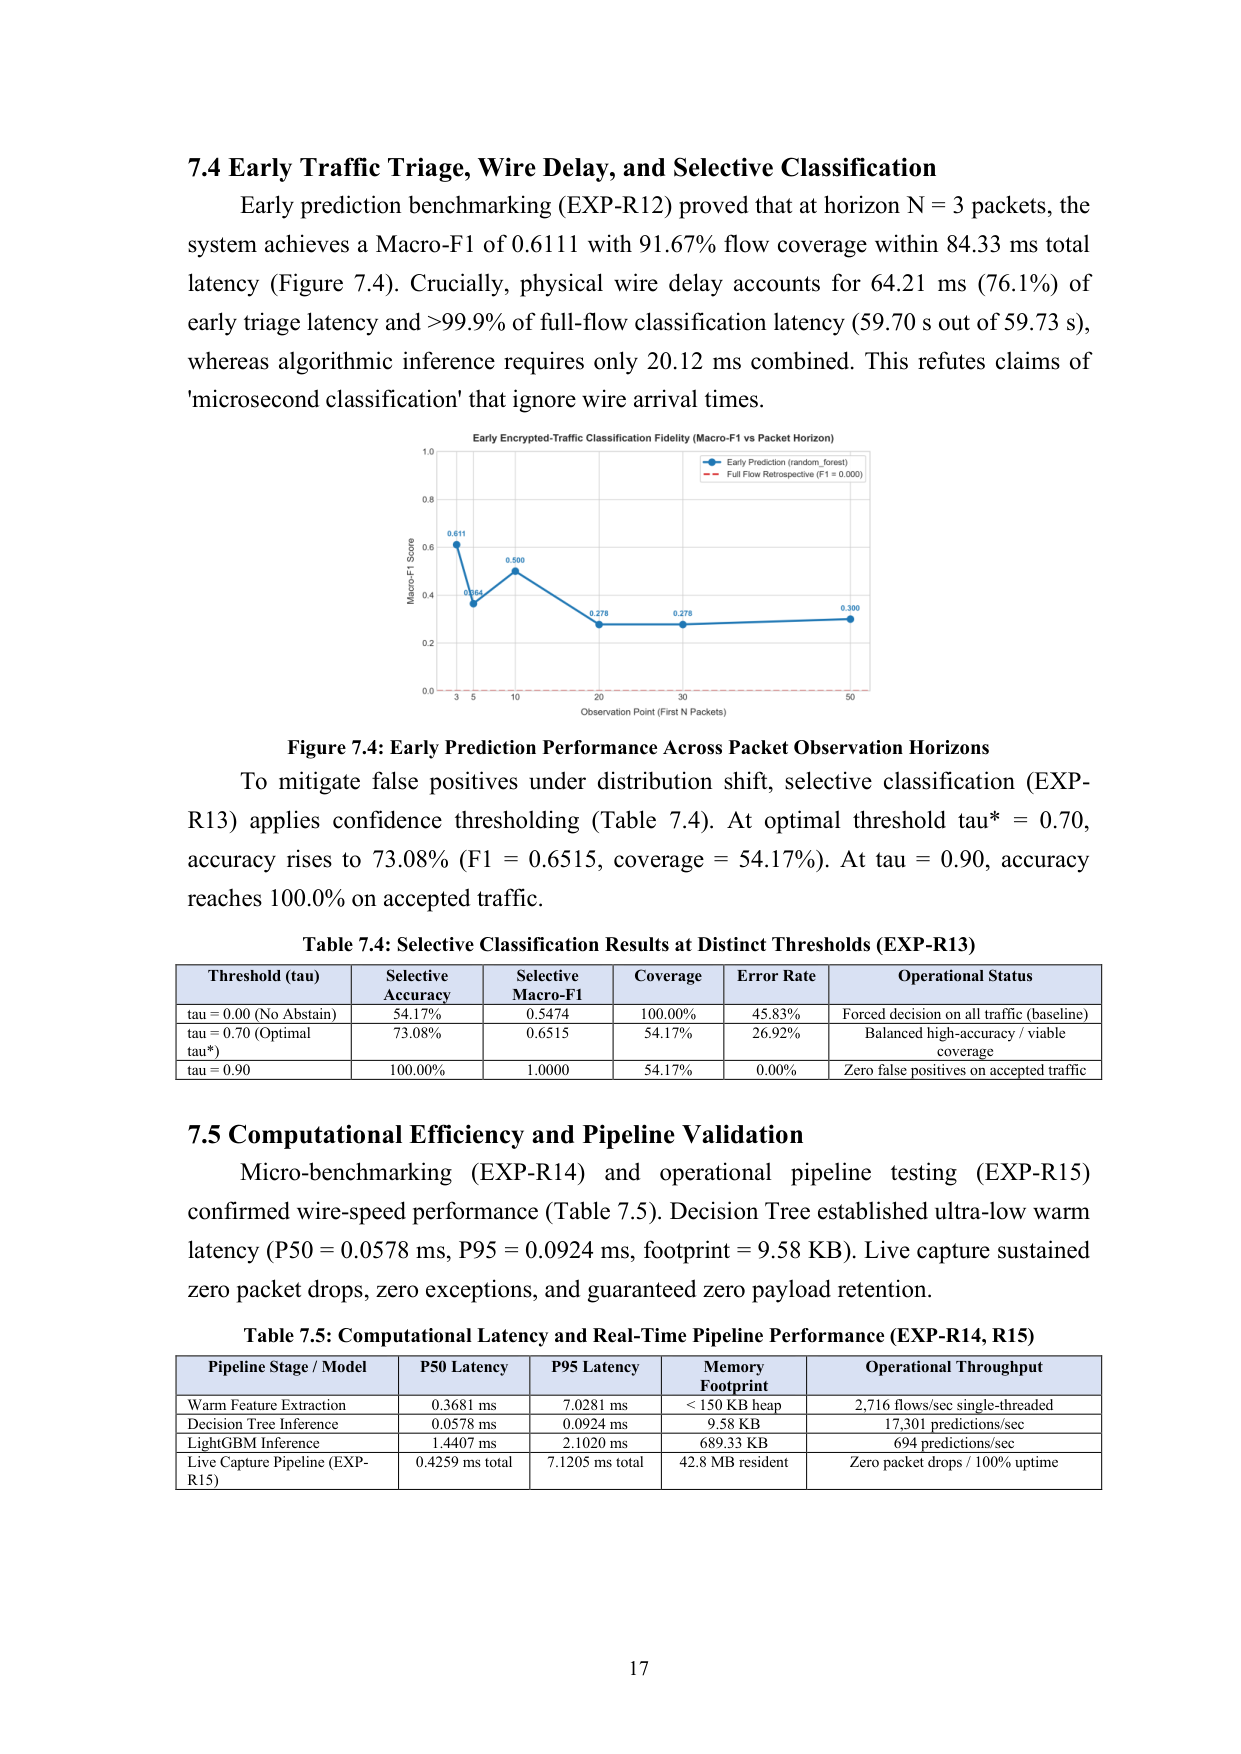 7.4 Early Traffic Triage, Wire Delay, and Selective Classification
Early prediction benchmarking (EXP-R12) proved that at horizon N = 3 packets, the
system achieves a Macro-F1 of 0.6111 with 91.67% flow coverage within 84.33 ms total
latency (Figure 7.4). Crucially, physical wire delay accounts for 64.21 ms (76.1%) of
early triage latency and >99.9% of full-flow classification latency (59.70 s out of 59.73 s),
whereas algorithmic inference requires only 20.12 ms combined. This refutes claims of
'microsecond classification' that ignore wire arrival times.
Early Encrypted-Traffic Classification Fidelity (Macro-F1 vs Packet Horizon)
Early Prediction (random_forest)
Full Flow Retrospective (F1 = 0.000)
Macro-F1 Score
1.0
0.8
0.6
0.4
0.2
0.0
0.611
0.364
0.500
0.278
0.278
0.300
3 5 10 20 30 50
Observation Point (First N Packets)
Figure 7.4: Early Prediction Performance Across Packet Observation Horizons
To mitigate false positives under distribution shift, selective classification (EXP-
R13) applies confidence thresholding (Table 7.4). At optimal threshold tau* = 0.70,
accuracy rises to 73.08% (F1 = 0.6515, coverage = 54.17%). At tau = 0.90, accuracy
reaches 100.0% on accepted traffic.
Table 7.4: Selective Classification Results at Distinct Thresholds (EXP-R13)
Threshold (tau) Selective Selective Coverage Error Rate Operational Status
Accuracy Macro-F1
tau = 0.00 (No Abstain) 54.17% 0.5474 100.00% 45.83% Forced decision on all traffic (baseline)
tau = 0.70 (Optimal 73.08% 0.6515 54.17% 26.92% Balanced high-accuracy / viable
tau*) coverage
tau = 0.90 100.00% 1.0000 54.17% 0.00% Zero false positives on accepted traffic
7.5 Computational Efficiency and Pipeline Validation
Micro-benchmarking (EXP-R14) and operational pipeline testing (EXP-R15)
confirmed wire-speed performance (Table 7.5). Decision Tree established ultra-low warm
latency (P50 = 0.0578 ms, P95 = 0.0924 ms, footprint = 9.58 KB). Live capture sustained
zero packet drops, zero exceptions, and guaranteed zero payload retention.
Table 7.5: Computational Latency and Real-Time Pipeline Performance (EXP-R14, R15)
Pipeline Stage / Model P50 Latency P95 Latency Memory Operational Throughput
Footprint
Warm Feature Extraction 0.3681 ms 7.0281 ms < 150 KB heap 2,716 flows/sec single-threaded
Decision Tree Inference 0.0578 ms 0.0924 ms 9.58 KB 17,301 predictions/sec
LightGBM Inference 1.4407 ms 2.1020 ms 689.33 KB 694 predictions/sec
Live Capture Pipeline (EXP- 0.4259 ms total 7.1205 ms total 42.8 MB resident Zero packet drops / 100% uptime
R15)
17